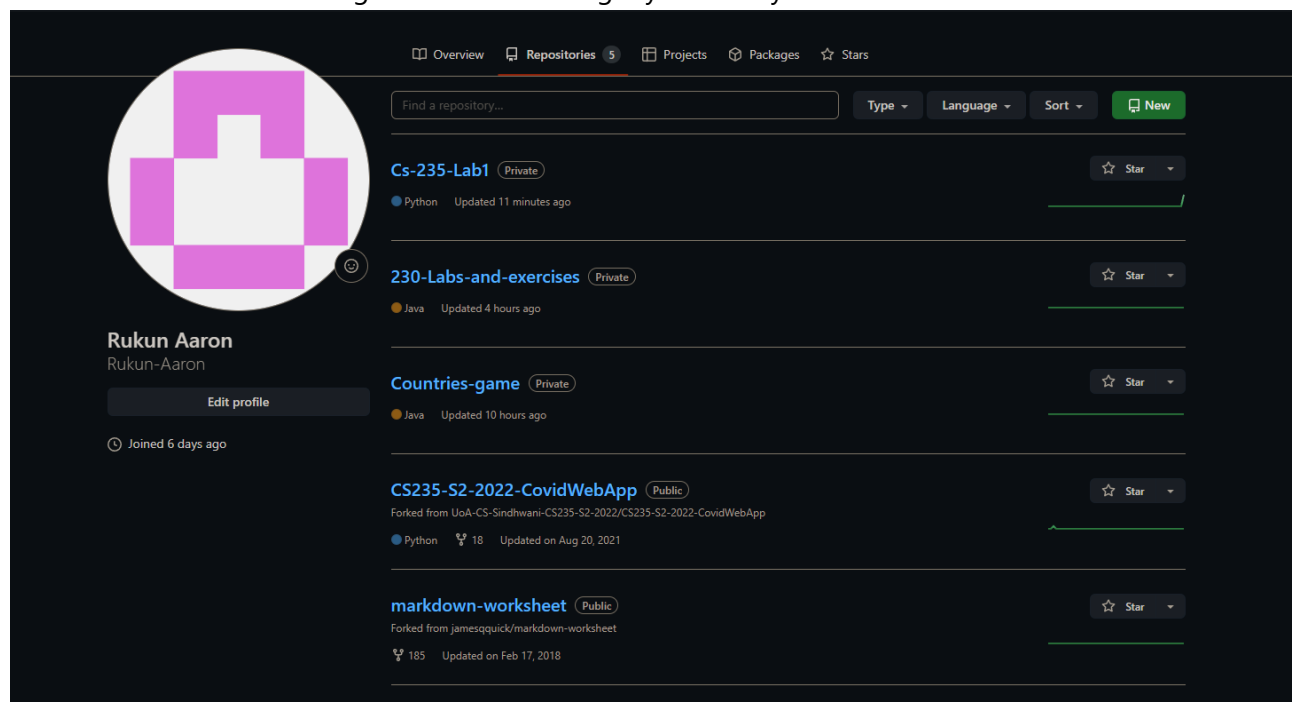 Overview Repositories 5 Projects Packages Stars
Find a repository...
Type Language Sort New
Cs-235-Lab1 Private
Star
Python Updated 11 minutes ago
230-Labs-and-exercises Private
Star
Java Updated 4 hours ago
Rukun Aaron
Rukun-Aaron
Edit profile
Joined 6 days ago
Countries-game Private
Star
Java Updated 10 hours ago
CS235-S2-2022-CovidWebApp Public
Star
Forked from UoA-CS-Sindhwani-CS235-S2-2022/CS235-S2-2022-CovidWebApp
Python 18 Updated on Aug 20, 2021
markdown-worksheet Public
Star
Forked from jamesqquick/markdown-worksheet
185 Updated on Feb 17, 2018